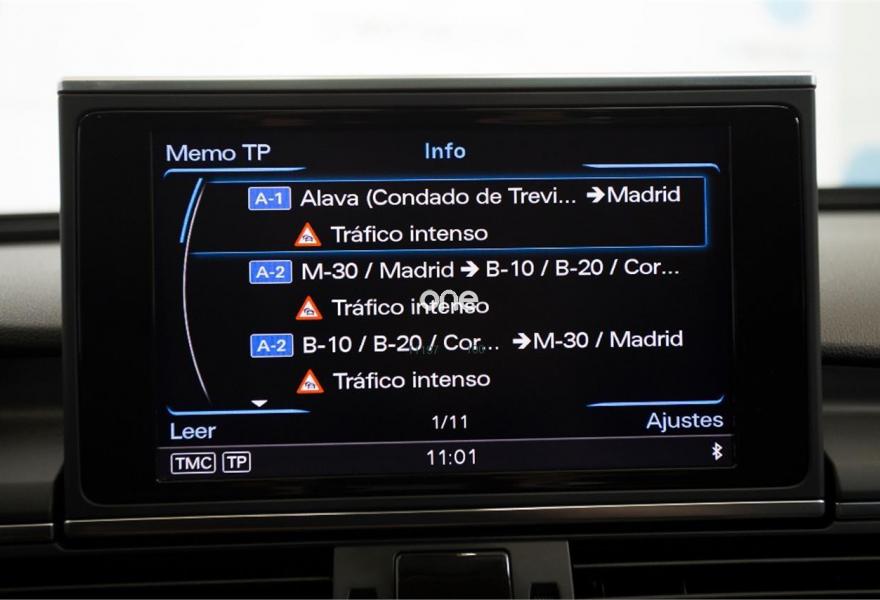 Memo TP
Info
A-1 Alava (Condado de Trevi... ➔Madrid
Tráfico intenso
A-2 M-30 / Madrid ➔ B-10 / B-20 / Cor...
Tráfico intenso
one
A-2 B-10 / B-20 / Cor... ➔M-30 / Madrid
Tráfico intenso
Leer
1/11
Ajustes
TMC TP
11:01